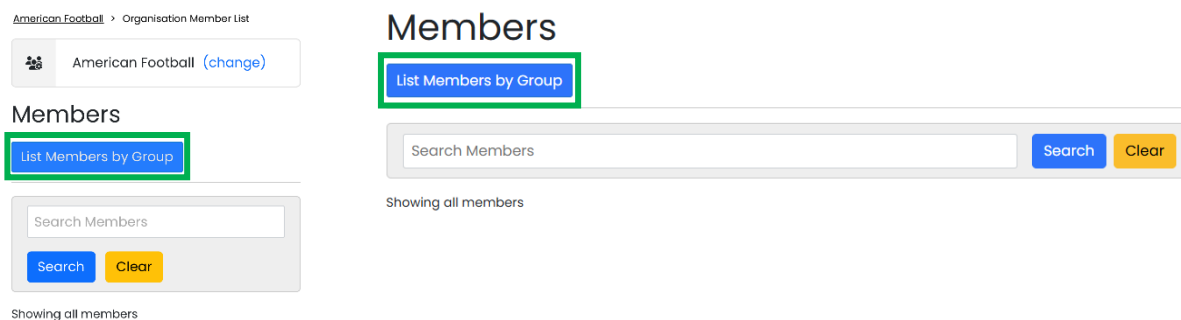 American Football > Organisation Member List
American Football (change)
Members
List Members by Group
Search Members
Search Clear
Showing all members
Members
List Members by Group
Search Members Search Clear
Showing all members